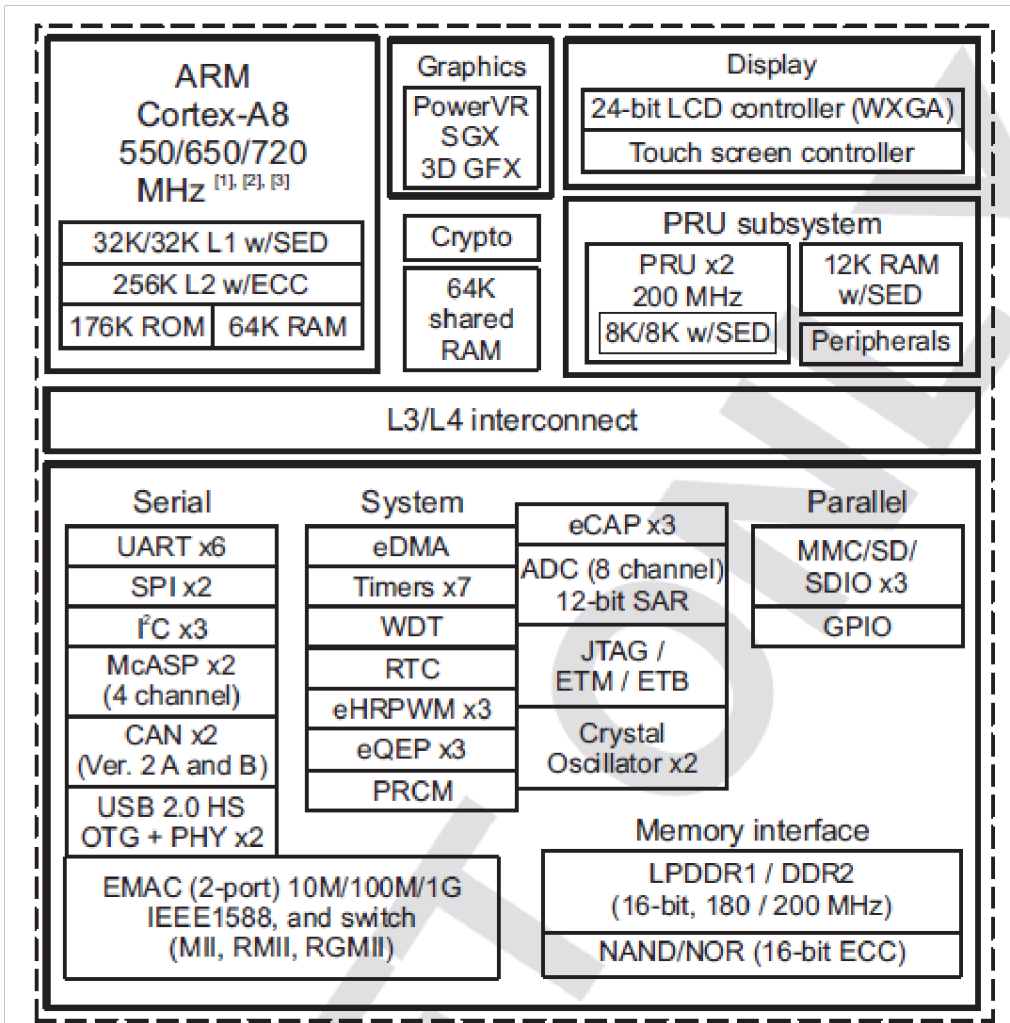 ARM
Cortex-A8
550/650/720
MHz [1], [2], [3]
32K/32K L1 w/SED
256K L2 w/ECC
176K ROM
64K RAM
Graphics
PowerVR
SGX
3D GFX
Crypto
64K
shared
RAM
Display
24-bit LCD controller (WXGA)
Touch screen controller
PRU subsystem
PRU x2
200 MHz
8K/8K w/SED
12K RAM
w/SED
Peripherals
L3/L4 interconnect
Serial
UART x6
SPI x2
I²C x3
McASP x2
(4 channel)
CAN x2
(Ver. 2 A and B)
USB 2.0 HS
OTG + PHY x2
EMAC (2-port) 10M/100M/1G
IEEE1588, and switch
(MII, RMII, RGMII)
System
eDMA
Timers x7
WDT
RTC
eHRPWM x3
eQEP x3
PRCM
eCAP x3
ADC (8 channel)
12-bit SAR
JTAG /
ETM / ETB
Crystal
Oscillator x2
Parallel
MMC/SD/
SDIO x3
GPIO
Memory interface
LPDDR1 / DDR2
(16-bit, 180 / 200 MHz)
NAND/NOR (16-bit ECC)